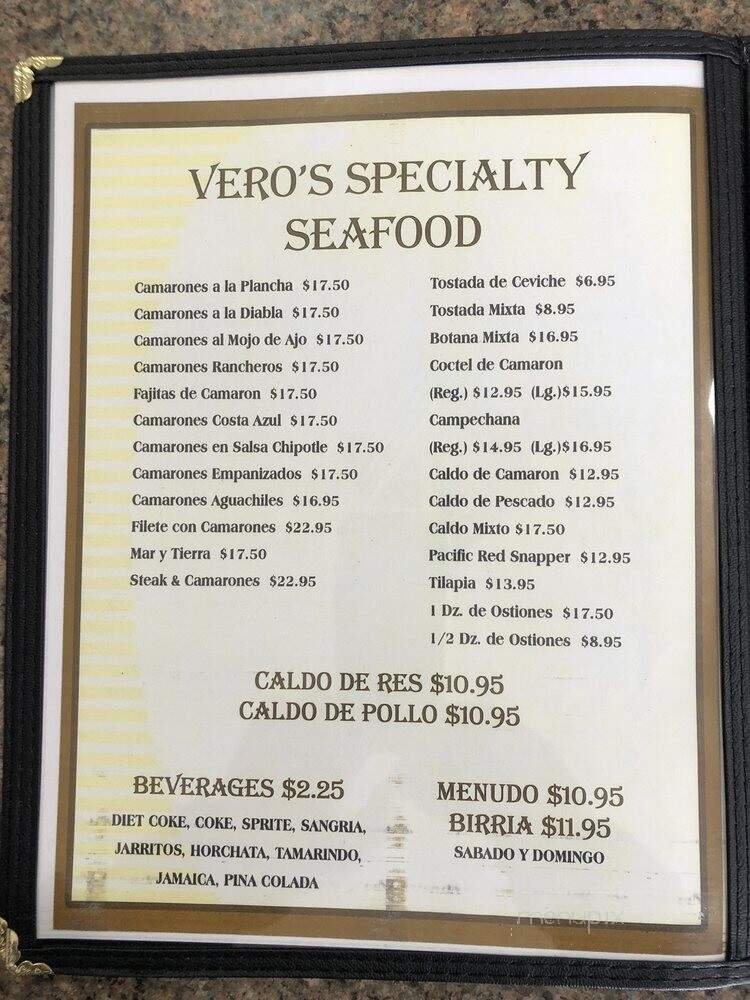 VERO'S SPECIALTY
SEAFOOD
Camarones a la Plancha $17.50
Camarones a la Diabla $17.50
Camarones al Mojo de Ajo $17.50
Camarones Rancheros $17.50
Fajitas de Camaron $17.50
Camarones Costa Azul $17.50
Camarones en Salsa Chipotle $17.50
Camarones Empanizados $17.50
Camarones Aguachiles $16.95
Filete con Camarones $22.95
Mar y Tierra $17.50
Steak & Camarones $22.95
Tostada de Ceviche $6.95
Tostada Mixta $8.95
Botana Mixta $16.95
Coctel de Camaron
(Reg.) $12.95 (Lg.)$15.95
Campechana
(Reg.) $14.95 (Lg.)$16.95
Caldo de Camaron $12.95
Caldo de Pescado $12.95
Caldo Mixto $17.50
Pacific Red Snapper $12.95
Tilapia $13.95
1 Dz. de Ostiones $17.50
1/2 Dz. de Ostiones $8.95
CALDO DE RES $10.95
CALDO DE POLLO $10.95
BEVERAGES $2.25
DIET COKE, COKE, SPRITE, SANGRIA,
JARRITOS, HORCHATA, TAMARINDO,
JAMAICA, PINA COLADA
MENUDO $10.95
BIRRIA $11.95
SABADO Y DOMINGO
menupix